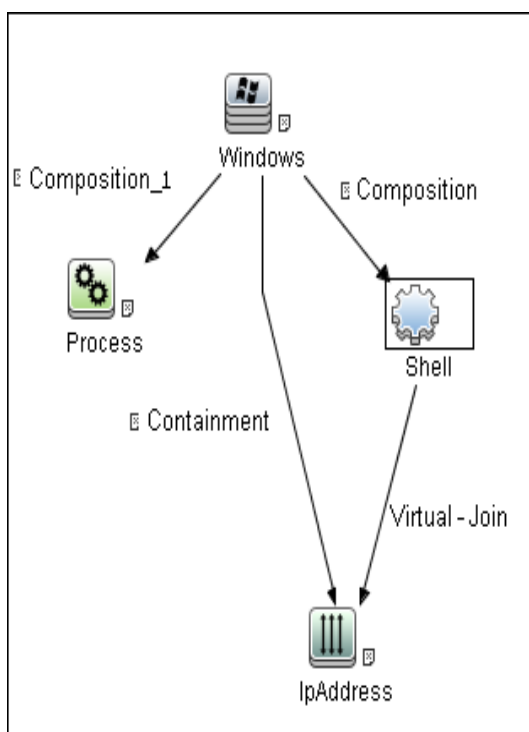 Windows
Composition_1
Composition
Process
Shell
Containment
Virtual - Join
IpAddress